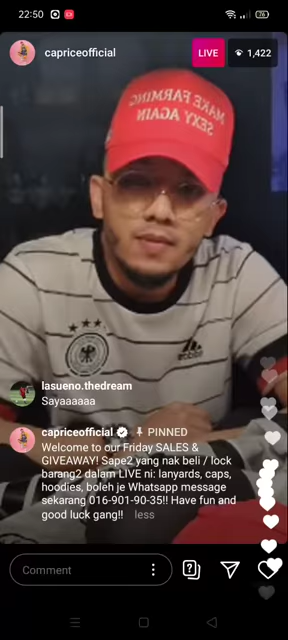 22:50
76
capriceofficial
LIVE
1,422
MAKE FARMING
SEXY AGAIN
adidas
lasueno.thedream
Sayaaaaaa
capriceofficial PINNED
Welcome to our Friday SALES &
GIVEAWAY! Sape2 yang nak beli / lock
barang2 dalam LIVE ni: lanyards, caps,
hoodies, boleh je Whatsapp message
sekarang 016-901-90-35!! Have fun and
good luck gang!! less
Comment